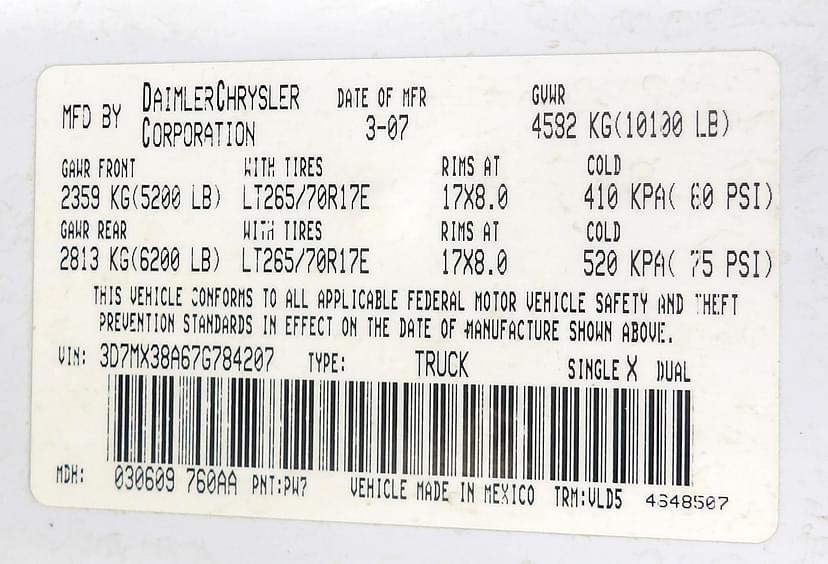 MFD BY DAIMLERCHRYSLER CORPORATION DATE OF MFR 3-07 GVWR 4582 KG(10100 LB)
GAWR FRONT WITH TIRES RIMS AT COLD
2359 KG(5200 LB) LT265/70R17E 17X8.0 410 KPA( 60 PSI)
GAWR REAR WITH TIRES RIMS AT COLD
2813 KG(6200 LB) LT265/70R17E 17X8.0 520 KPA( 75 PSI)
THIS VEHICLE CONFORMS TO ALL APPLICABLE FEDERAL MOTOR VEHICLE SAFETY AND THEFT
PREVENTION STANDARDS IN EFFECT ON THE DATE OF MANUFACTURE SHOWN ABOVE.
VIN: 3D7MX38A67G784207 TYPE: TRUCK SINGLE X DUAL
MDH: 030609 760AA PNT:PW7 VEHICLE MADE IN MEXICO TRM:VLD5 4648507